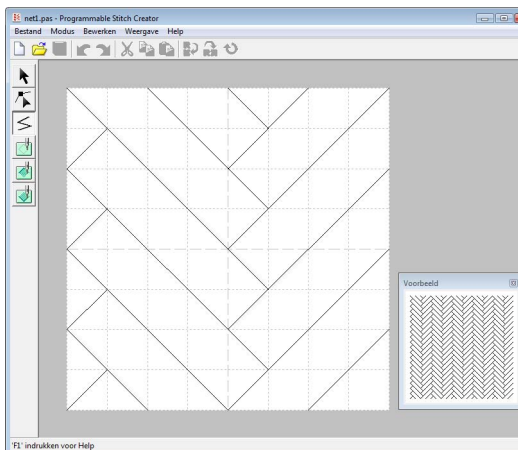 net1.pas - Programmable Stitch Creator
Bestand Modus Bewerken Weergave Help
Voorbeeld
'F1' indrukken voor Help